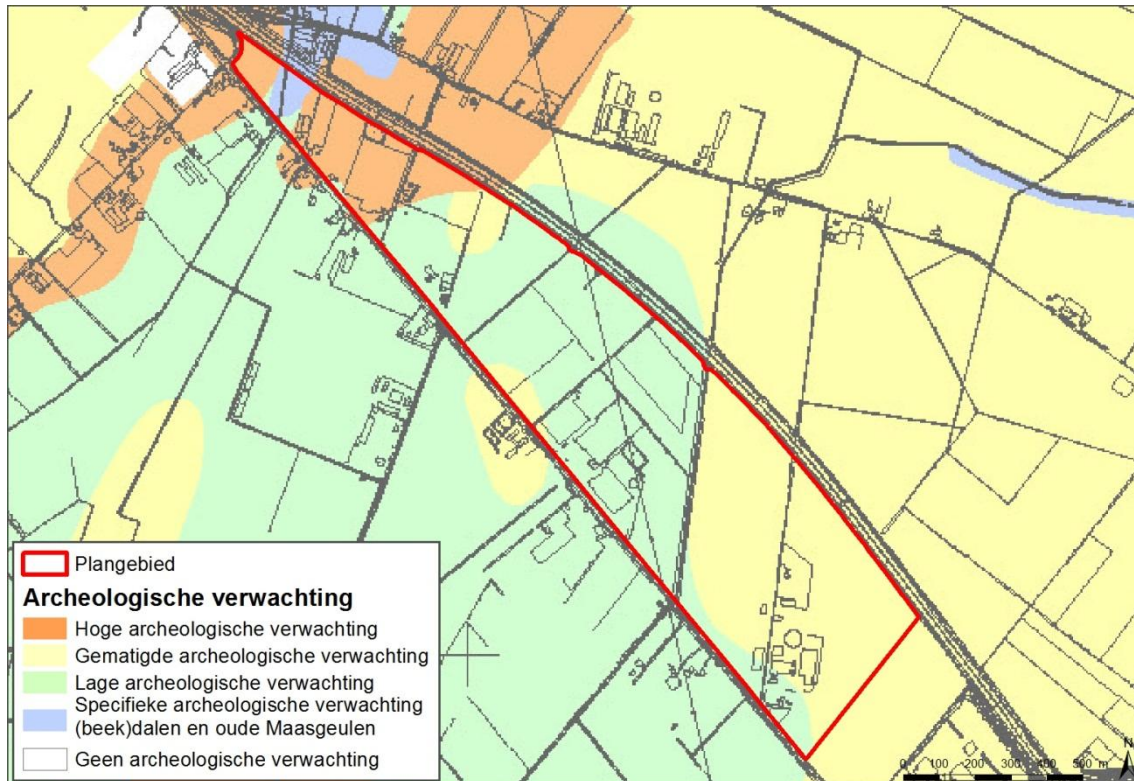 Plangebied
Archeologische verwachting
Hoge archeologische verwachting
Gematigde archeologische verwachting
Lage archeologische verwachting
Specifieke archeologische verwachting
(beek)dalen en oude Maasgeulen
Geen archeologische verwachting
N
0 100 200 300 400 500 m